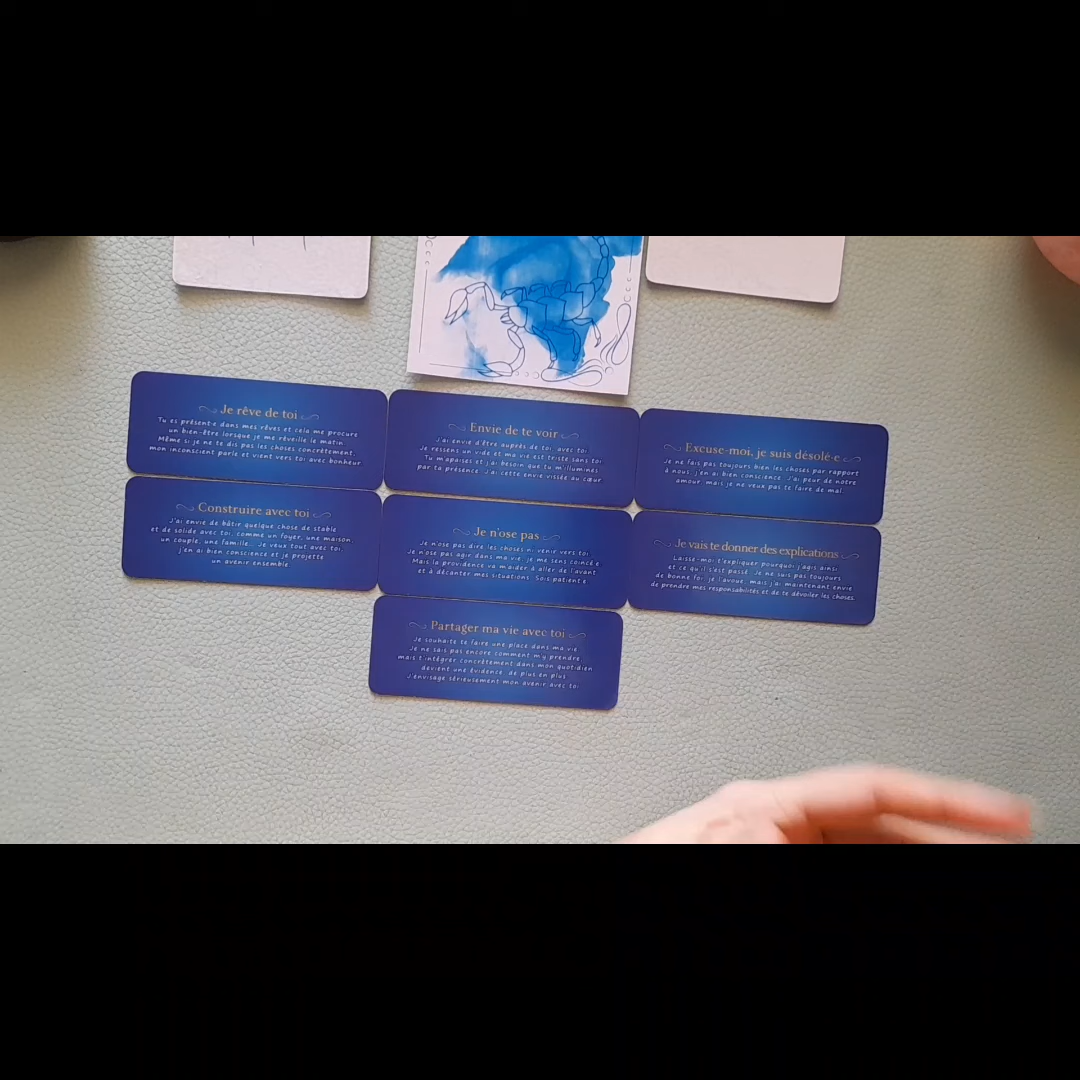 Je rêve de toi
Tu es présent·e dans mes rêves et cela me procure
un bien-être lorsque je me réveille le matin.
Même si je ne te dis pas les choses concrètement,
mon inconscient parle et vient vers toi avec bonheur.
Envie de te voir
J'ai envie d'être auprès de toi, avec toi.
Je ressens un vide et ma vie est triste sans toi.
Tu m'apaises et j'ai besoin que tu m'illumines
par ta présence. J'ai cette envie vissée au cœur.
Excuse-moi, je suis désolé·e
Je ne fais pas toujours bien les choses par rapport
à nous, j'en ai bien conscience. J'ai peur de notre
amour, mais je ne veux pas te faire de mal.
Construire avec toi
J'ai envie de bâtir quelque chose de stable
et de solide avec toi, comme un foyer, une maison,
un couple, une famille... Je veux tout avec toi,
j'en ai bien conscience et je projette
un avenir ensemble.
Je n'ose pas
Je n'ose pas dire les choses ni venir vers toi.
Je n'ose pas agir dans ma vie, je me sens coincé·e.
Mais la providence va m'aider à aller de l'avant
et à décanter mes situations. Sois patient·e.
Je vais te donner des explications
Laisse-moi t'expliquer pourquoi j'agis ainsi
et ce qu'il s'est passé. Je ne suis pas toujours
de bonne foi, je l'avoue, mais j'ai maintenant envie
de prendre mes responsabilités et de te dévoiler les choses.
Partager ma vie avec toi
Je souhaite te faire une place dans ma vie.
Je ne sais pas encore comment m'y prendre,
mais t'intégrer concrètement dans mon quotidien
devient une évidence, de plus en plus.
J'envisage sérieusement mon avenir avec toi.